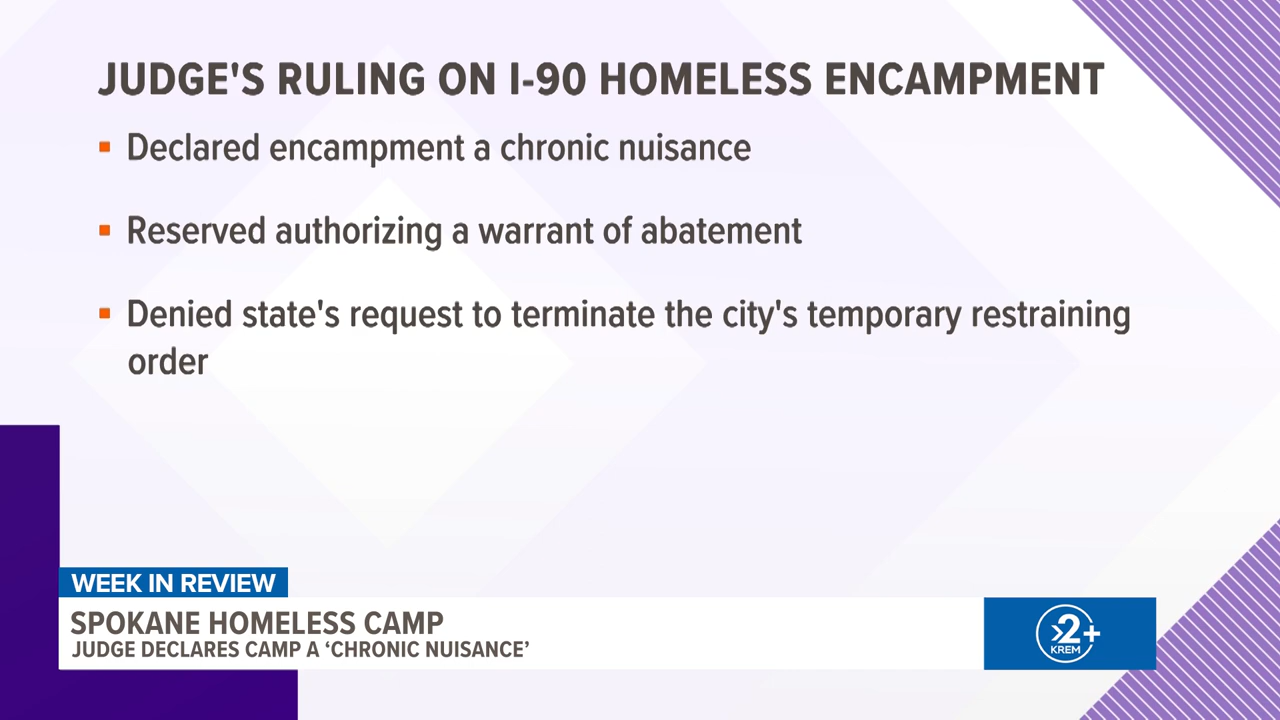 JUDGE'S RULING ON I-90 HOMELESS ENCAMPMENT
Declared encampment a chronic nuisance
Reserved authorizing a warrant of abatement
Denied state's request to terminate the city's temporary restraining
order
WEEK IN REVIEW
SPOKANE HOMELESS CAMP
JUDGE DECLARES CAMP A ‘CHRONIC NUISANCE’
2+
KREM